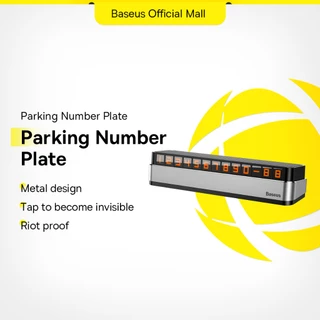 Baseus Official Mall
Parking Number Plate
Parking Number
Plate
Metal design
Tap to become invisible
Riot proof
Baseus